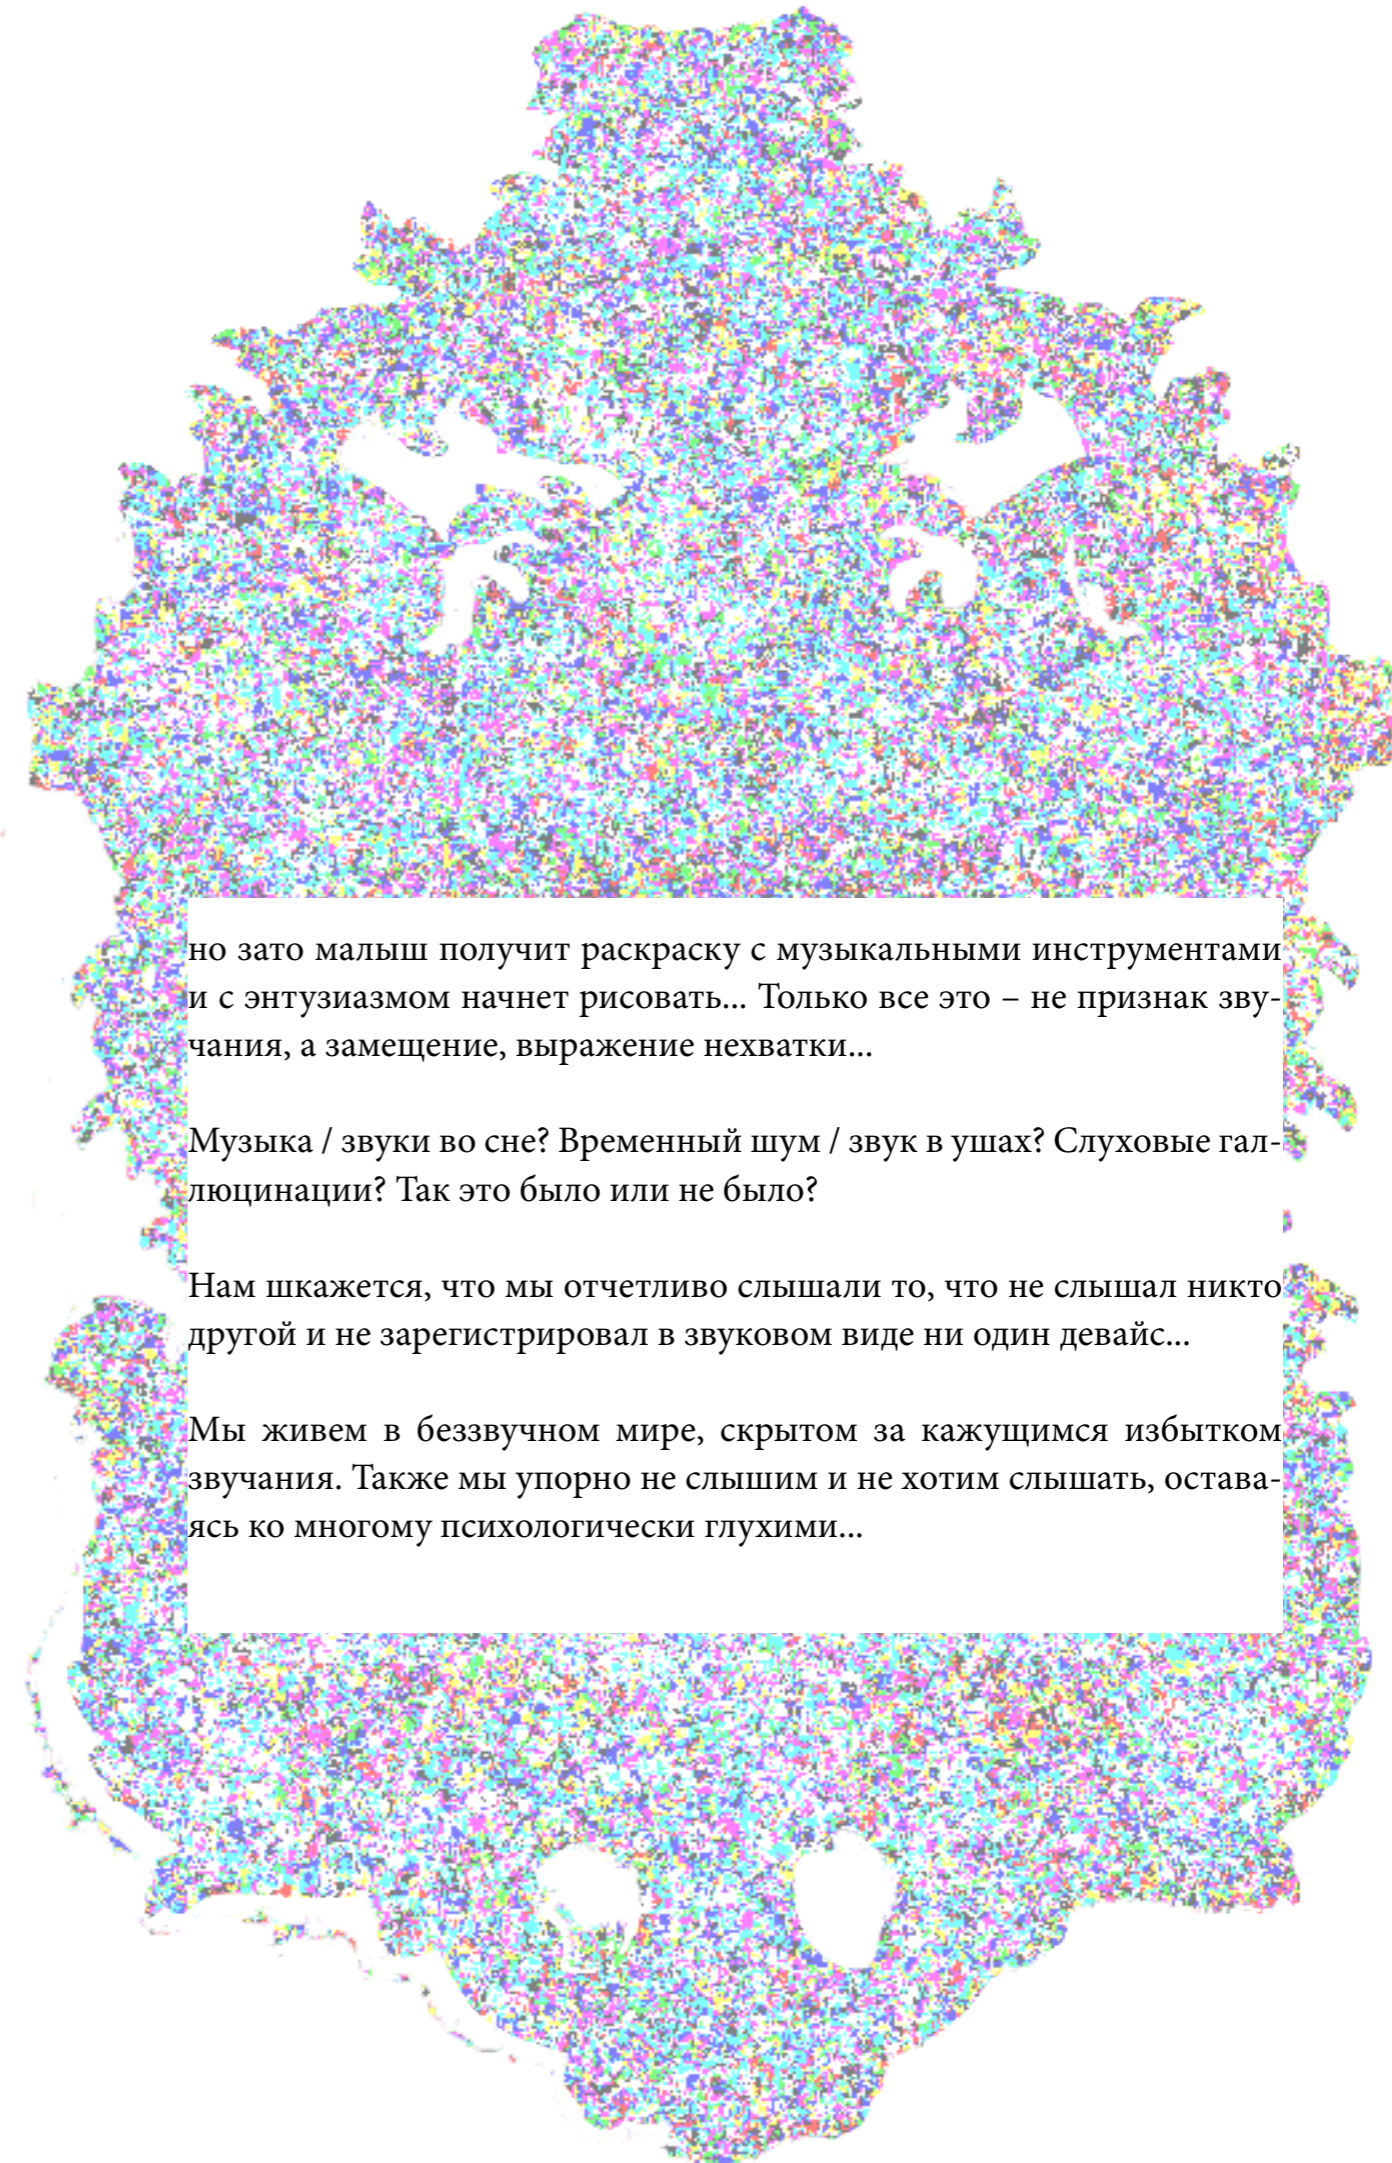 но зато малыш получит раскраску с музыкальными инструментами
и с энтузиазмом начнет рисовать... Только все это – не признак зву-
чания, а замещение, выражение нехватки...
Музыка / звуки во сне? Временный шум / звук в ушах? Слуховые гал-
люцинации? Так это было или не было?
Нам шкажется, что мы отчетливо слышали то, что не слышал никто
другой и не зарегистрировал в звуковом виде ни один девайс...
Мы живем в беззвучном мире, скрытом за кажущимся избытком
звучания. Также мы упорно не слышим и не хотим слышать, остава-
ясь ко многому психологически глухими...